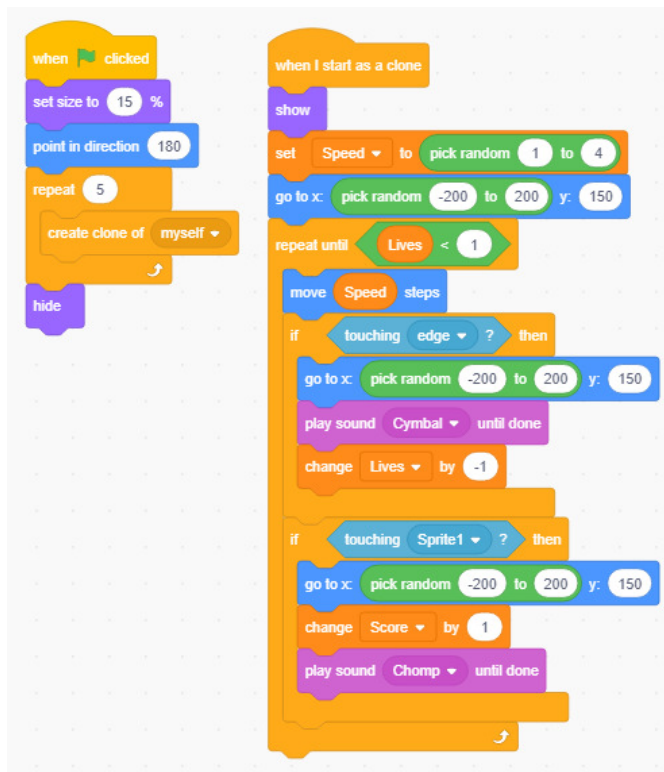 when clicked
set size to 15 %
point in direction 180
repeat 5
create clone of myself
hide
when I start as a clone
show
set Speed to pick random 1 to 4
go to x: pick random -200 to 200 y: 150
repeat until Lives < 1
move Speed steps
if touching edge ? then
go to x: pick random -200 to 200 y: 150
play sound Cymbal until done
change Lives by -1
if touching Sprite1 ? then
go to x: pick random -200 to 200 y: 150
change Score by 1
play sound Chomp until done